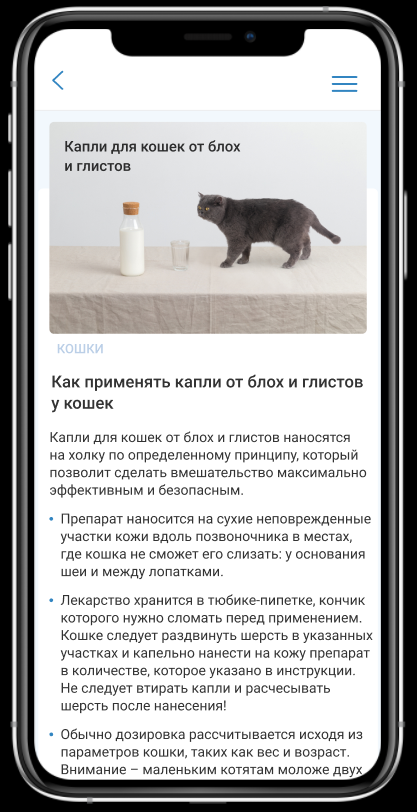 Капли для кошек от блох
и глистов
КОШКИ
Как применять капли от блох и глистов
у кошек
Капли для кошек от блох и глистов наносятся
на холку по определенному принципу, который
позволит сделать вмешательство максимально
эффективным и безопасным.
• Препарат наносится на сухие неповрежденные
участки кожи вдоль позвоночника в местах,
где кошка не сможет его слизать: у основания
шеи и между лопатками.
• Лекарство хранится в тюбике-пипетке, кончик
которого нужно сломать перед применением.
Кошке следует раздвинуть шерсть в указанных
участках и капельно нанести на кожу препарат
в количестве, которое указано в инструкции.
Не следует втирать капли и расчесывать
шерсть после нанесения!
• Обычно дозировка рассчитывается исходя из
параметров кошки, таких как вес и возраст.
Внимание – маленьким котятам моложе двух